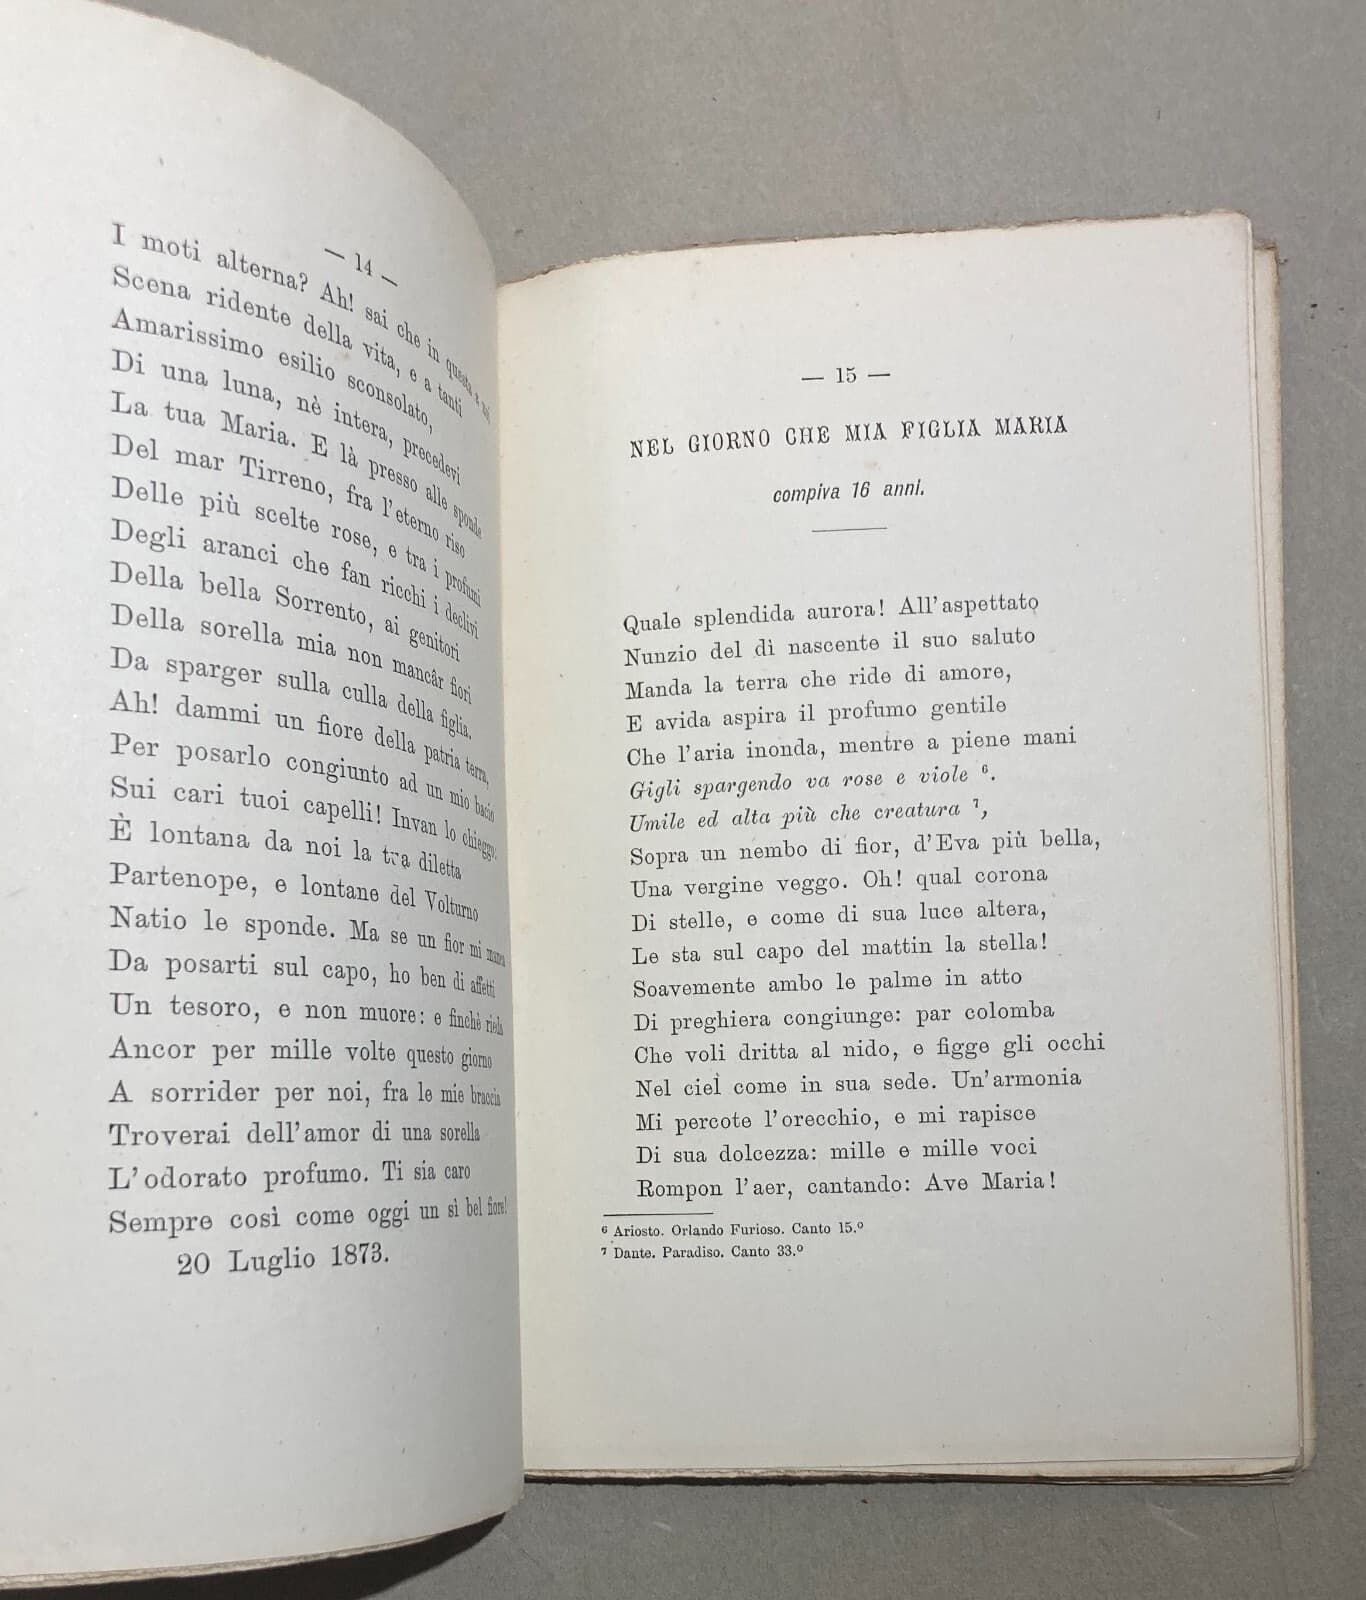 — 14 —
I moti alterna? Ah! sai che in questa a noi
Scena ridente della vita, e a tanti
Amarissimo esilio sconsolato,
Di una luna, nè intera, precedevi
La tua Maria. E là presso alle sponde
Del mar Tirreno, fra l'eterno riso
Delle più scelte rose, e tra i profumi
Degli aranci che fan ricchi i declivi
Della bella Sorrento, ai genitori
Della sorella mia non mancâr fiori
Da sparger sulla culla della figlia.
Ah! dammi un fiore della patria terra,
Per posarlo congiunto ad un mio bacio
Sui cari tuoi capelli! Invan lo chieggo:
È lontana da noi la tua diletta
Partenope, e lontane del Volturno
Natio le sponde. Ma se un fior mi manca
Da posarti sul capo, ho ben di affetti
Un tesoro, e non muore: e finchè rieda
Ancor per mille volte questo giorno
A sorrider per noi, fra le mie braccia
Troverai dell'amor di una sorella
L'odorato profumo. Ti sia caro
Sempre così come oggi un sì bel fiore!
20 Luglio 1873.
— 15 —
NEL GIORNO CHE MIA FIGLIA MARIA
compiva 16 anni.
Quale splendida aurora! All'aspettato
Nunzio del dì nascente il suo saluto
Manda la terra che ride di amore,
E avida aspira il profumo gentile
Che l'aria inonda, mentre a piene mani
Gigli spargendo va rose e viole ⁶.
Umile ed alta più che creatura ⁷,
Sopra un nembo di fior, d'Eva più bella,
Una vergine veggo. Oh! qual corona
Di stelle, e come di sua luce altera,
Le sta sul capo del mattin la stella!
Soavemente ambo le palme in atto
Di preghiera congiunge: par colomba
Che voli dritta al nido, e figge gli occhi
Nel ciel come in sua sede. Un'armonia
Mi percote l'orecchio, e mi rapisce
Di sua dolcezza: mille e mille voci
Rompon l'aer, cantando: Ave Maria!
⁶ Ariosto. Orlando Furioso. Canto 15.º
⁷ Dante. Paradiso. Canto 33.º